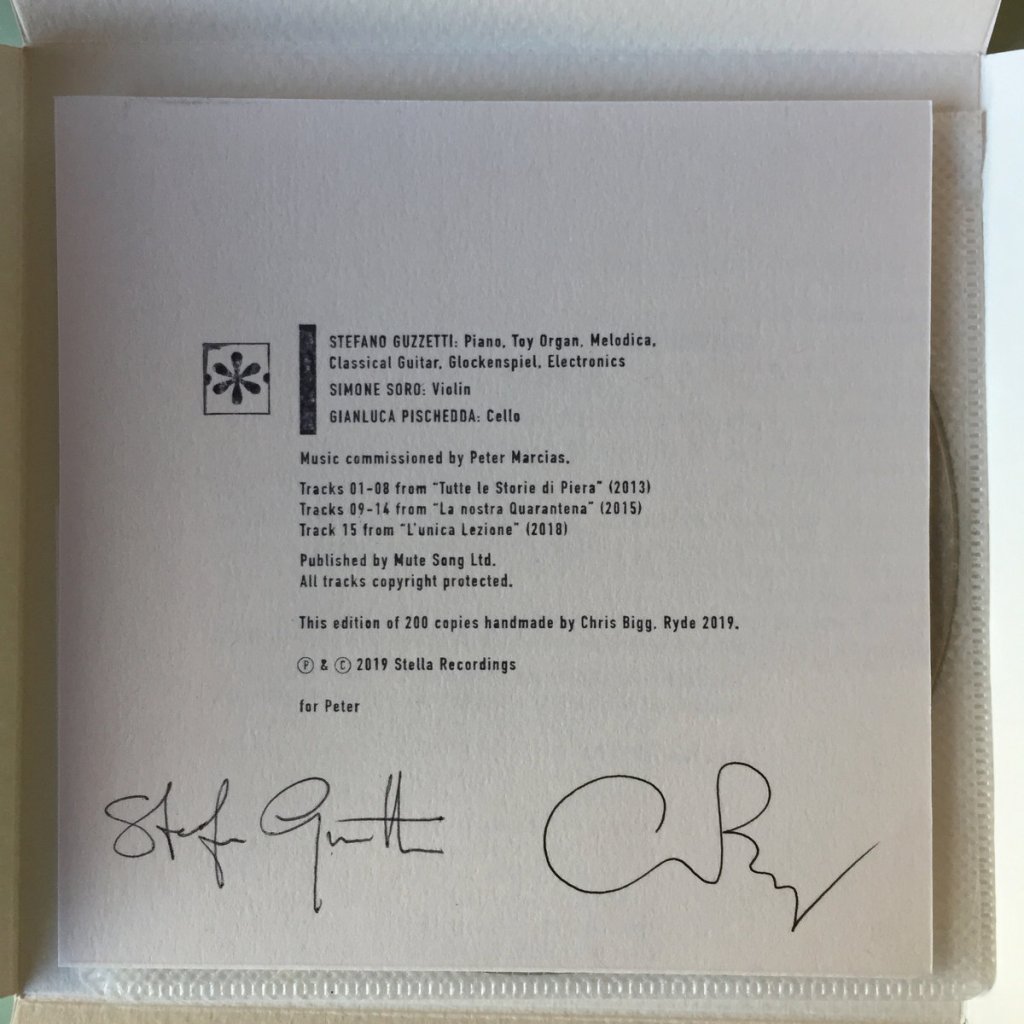 STEFANO GUZZETTI: Piano, Toy Organ, Melodica,
Classical Guitar, Glockenspiel, Electronics
SIMONE SORO: Violin
GIANLUCA PISCHEDDA: Cello
Music commissioned by Peter Marcias.
Tracks 01-08 from “Tutte le Storie di Piera” (2013)
Tracks 09-14 from “La nostra Quarantena” (2015)
Track 15 from “L'unica Lezione” (2018)
Published by Mute Song Ltd.
All tracks copyright protected.
This edition of 200 copies handmade by Chris Bigg, Ryde 2019.
Ⓟ & Ⓒ 2019 Stella Recordings
for Peter